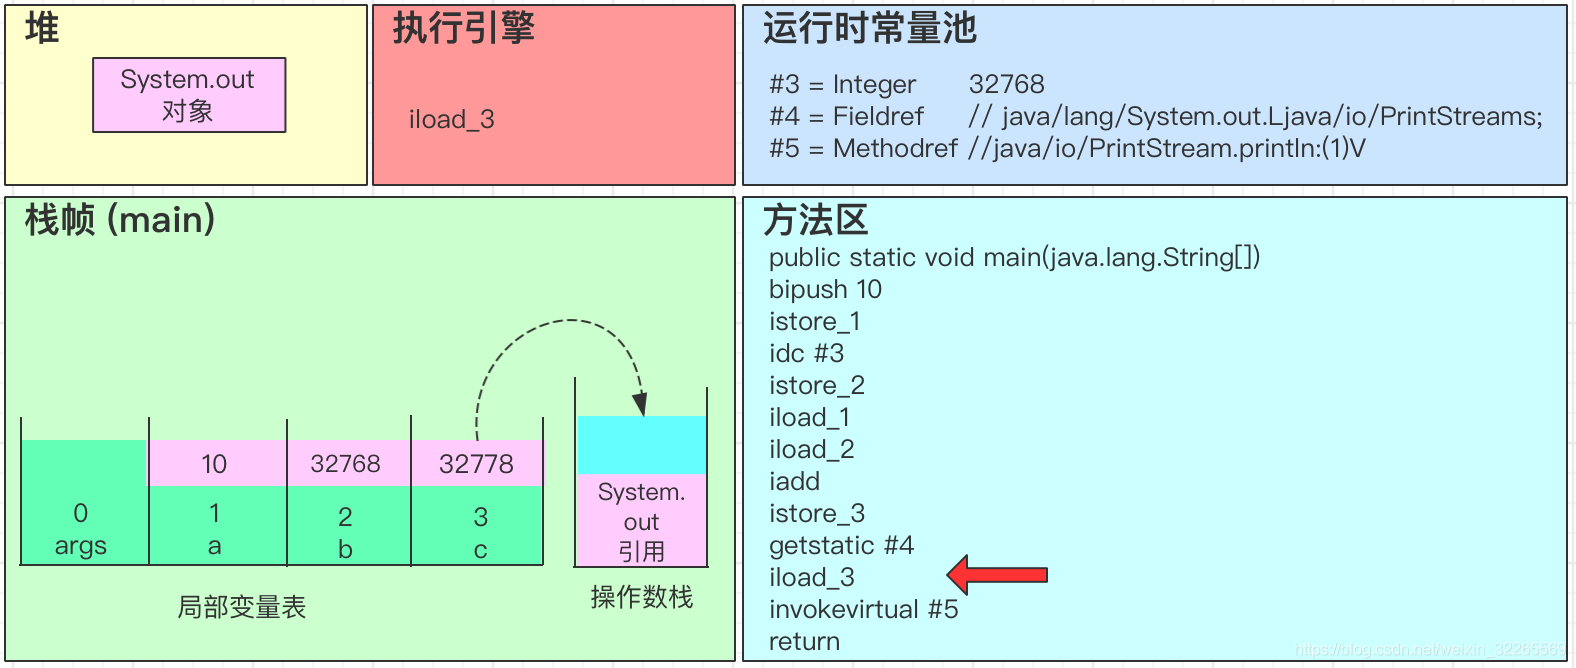 堆
System.out
对象
执行引擎
iload_3
运行时常量池
#3 = Integer 32768
#4 = Fieldref // java/lang/System.out.Ljava/io/PrintStreams;
#5 = Methodref //java/io/PrintStream.println:(1)V
栈帧 (main)
10 32768 32778
0 1 2 3
args a b c
局部变量表
System.
out
引用
操作数栈
方法区
public static void main(java.lang.String[])
bipush 10
istore_1
idc #3
istore_2
iload_1
iload_2
iadd
istore_3
getstatic #4
iload_3
invokevirtual #5
return
https://blog.csdn.net/weixin_32265569